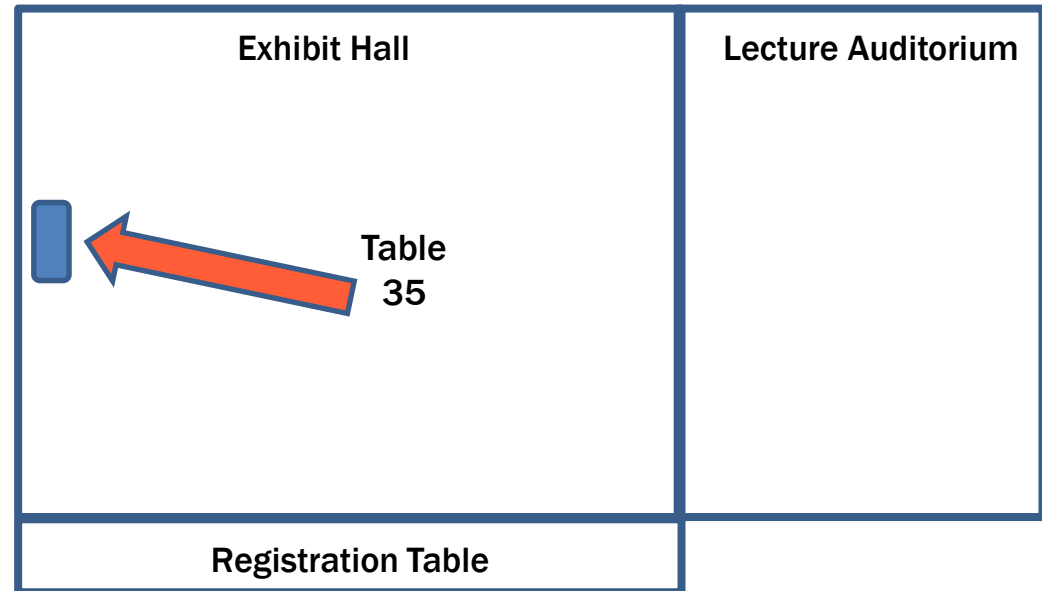 Exhibit Hall
Lecture Auditorium
Table
35
Registration Table